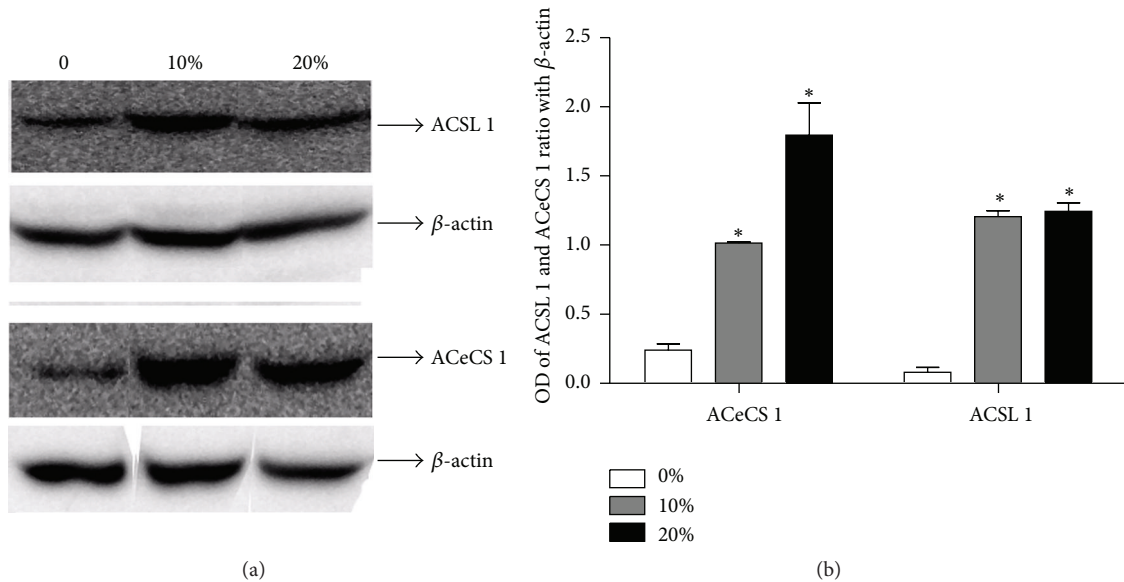 0 10% 20%
ACSL 1
β-actin
ACeCS 1
β-actin
(a)
OD of ACSL 1 and ACeCS 1 ratio with β-actin
2.5
2.0
1.5
1.0
0.5
0.0
* * * *
ACeCS 1 ACSL 1
0%
10%
20%
(b)